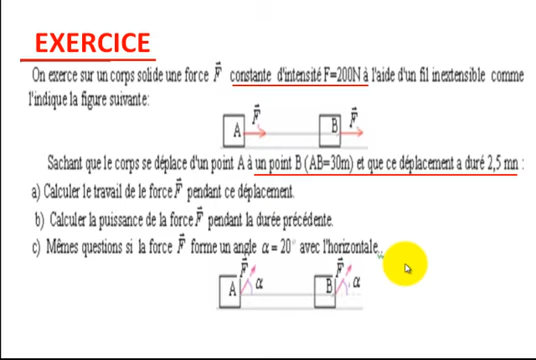 EXERCICE
On exerce sur un corps solide une force F⃗ constante d'intensité F=200N à l'aide d'un fil inextensible comme
l'indique la figure suivante:
F⃗ F⃗
A B
Sachant que le corps se déplace d'un point A à un point B (AB=30m) et que ce déplacement a duré 2,5 mn :
a) Calculer le travail de le force F⃗ pendant ce déplacement.
b) Calculer la puissance de la force F⃗ pendant la durée précédente.
c) Mêmes questions si la force F⃗ forme un angle α = 20° avec l'horizontale..
F⃗ F⃗
A α B α